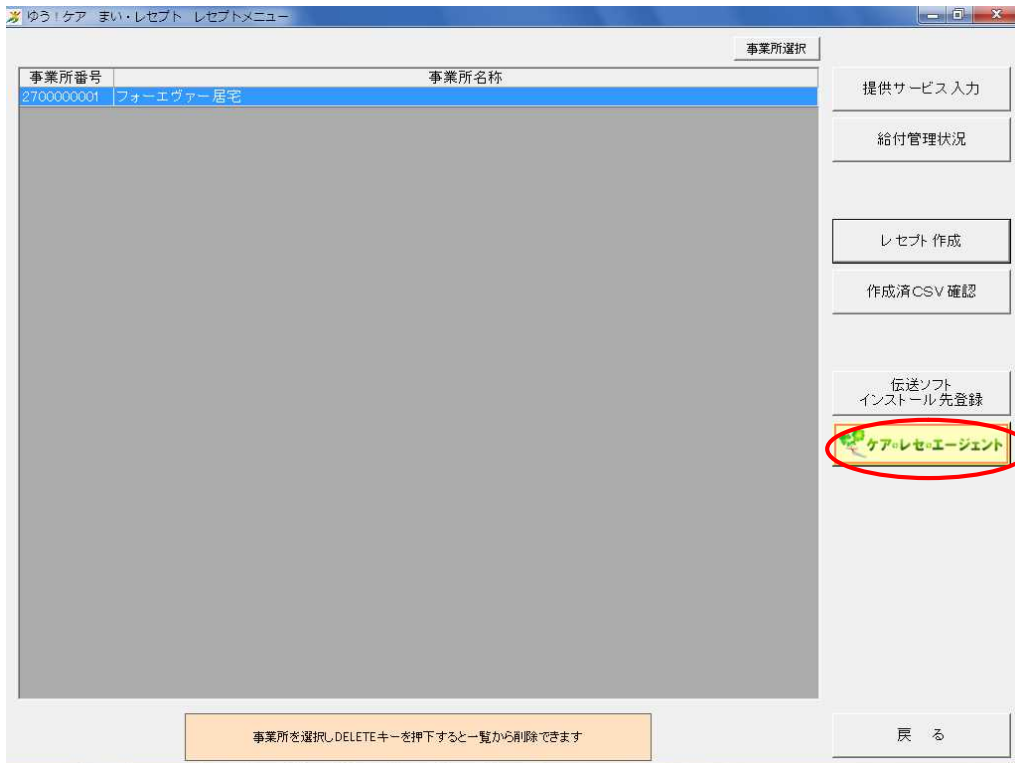 ゆう!ケア まい・レセプト レセプトメニュー
事業所選択
事業所番号 事業所名称
2700000001 フォーエヴァー居宅
提供サービス入力
給付管理状況
レセプト作成
作成済CSV確認
伝送ソフト
インストール先登録
ケア・レセ・エージェント
事業所を選択しDELETEキーを押下すると一覧から削除できます
戻 る